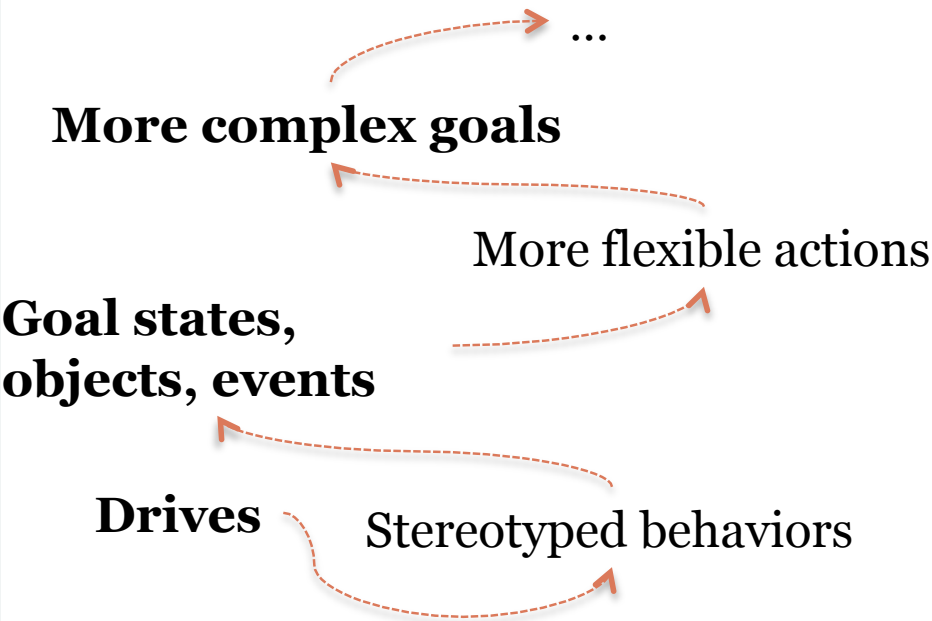 ...
More complex goals
More flexible actions
Goal states,
objects, events
Drives
Stereotyped behaviors